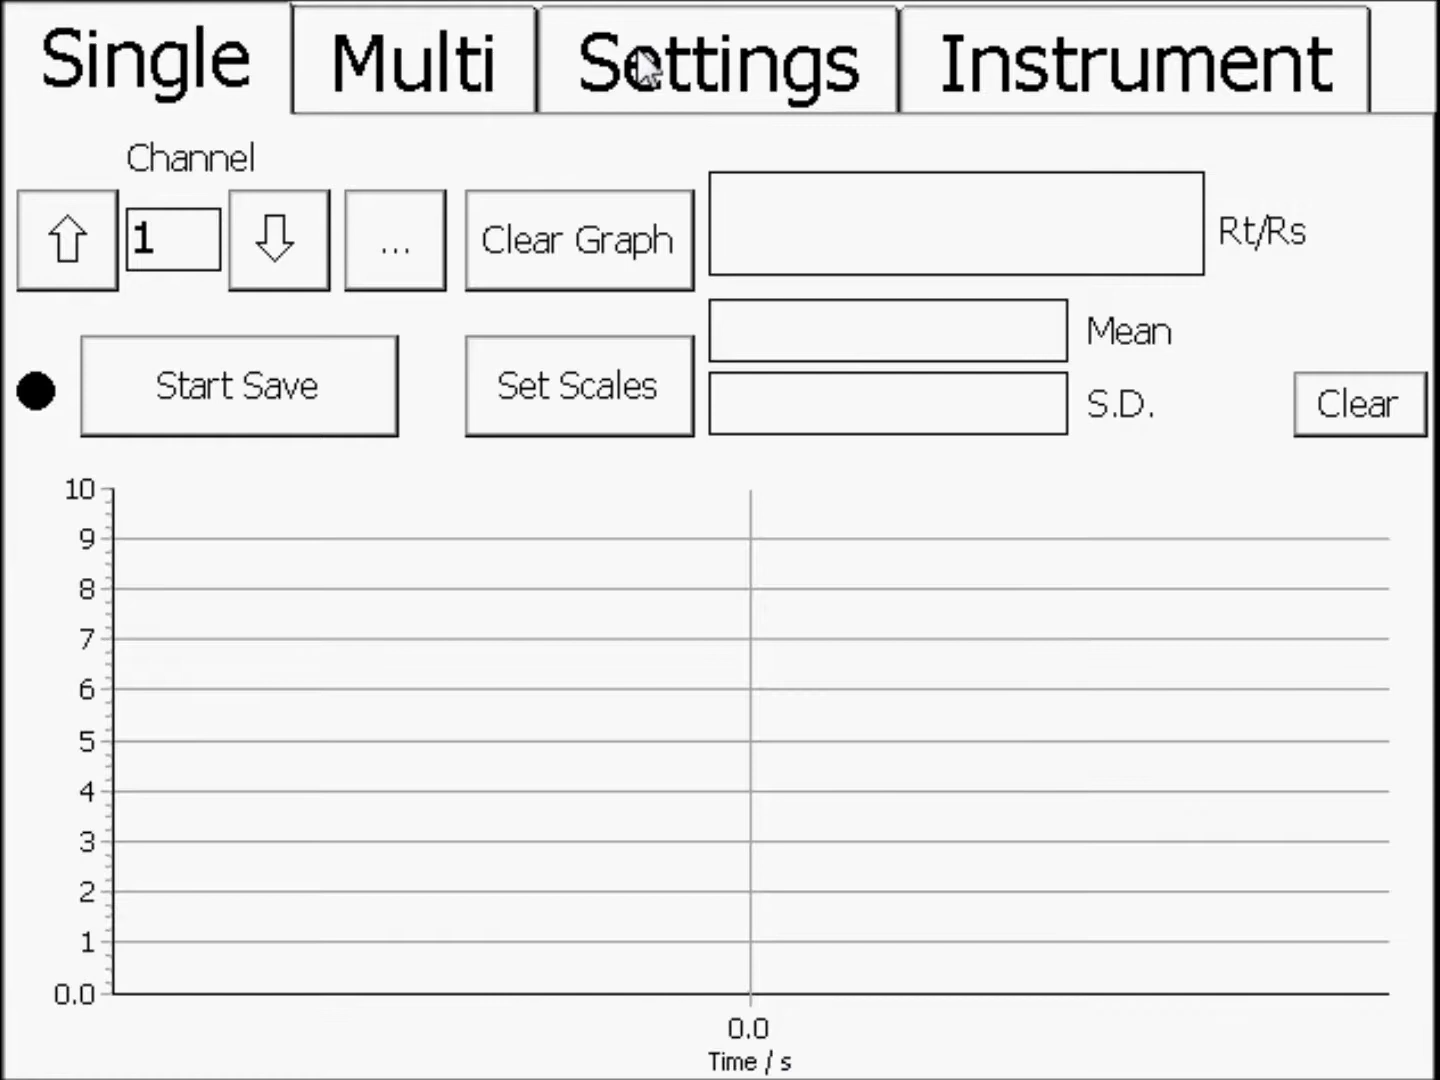 Single Multi Settings Instrument
Channel
1 ... Clear Graph Rt/Rs
Mean
Start Save Set Scales S.D. Clear
10
9
8
7
6
5
4
3
2
1
0.0
0.0
Time / s